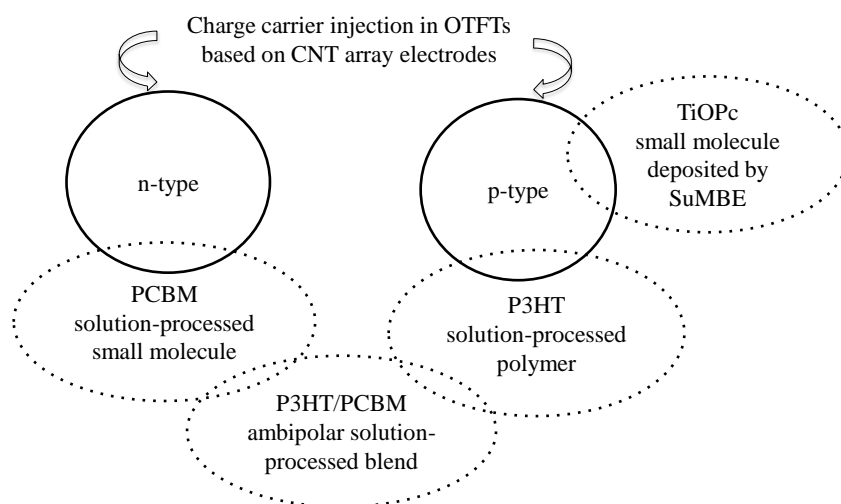 Charge carrier injection in OTFTs
based on CNT array electrodes
n-type
p-type
TiOPc
small molecule
deposited by
SuMBE
PCBM
solution-processed
small molecule
P3HT
solution-processed
polymer
P3HT/PCBM
ambipolar solution-
processed blend